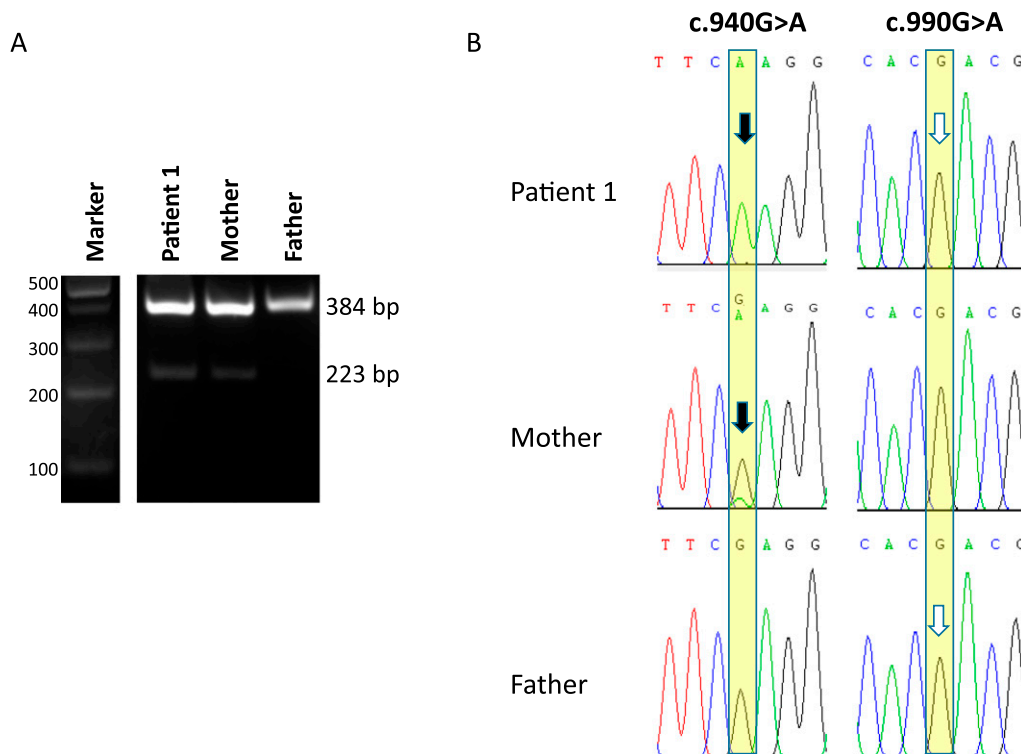 A
Marker
Patient 1
Mother
Father
500
400
300
200
100
384 bp
223 bp
B
c.940G>A
c.990G>A
Patient 1
T T C A A G G
C A C G A C G
Mother
T T C G A G G
A
C A C G A C G
Father
T T C G A G G
C A C G A C